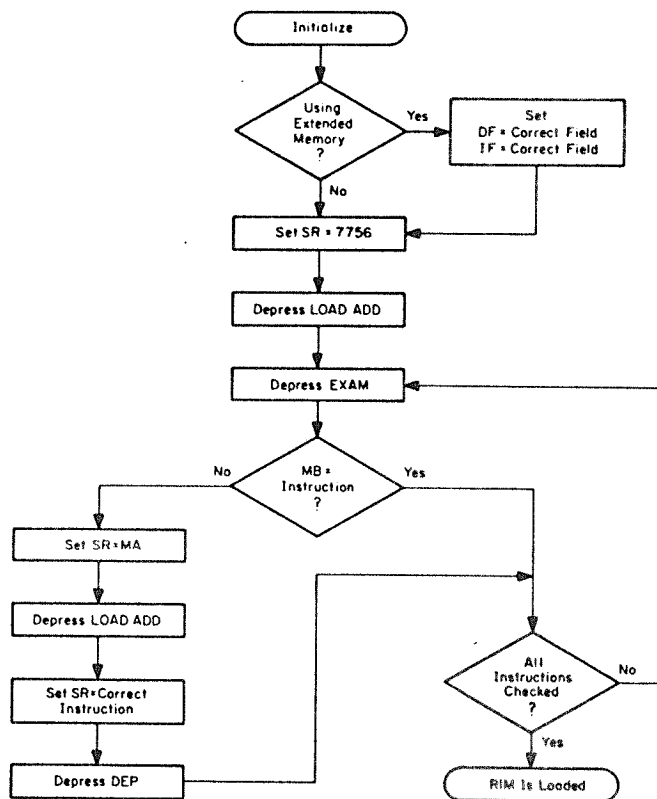 Initialize
Using
Extended
Memory
?
Yes
Set
DF = Correct Field
IF = Correct Field
No
Set SR = 7756
Depress LOAD ADD
Depress EXAM
MB =
Instruction
?
No
Yes
Set SR=MA
Depress LOAD ADD
Set SR=Correct
Instruction
Depress DEP
All
Instructions
Checked
?
No
Yes
RIM Is Loaded